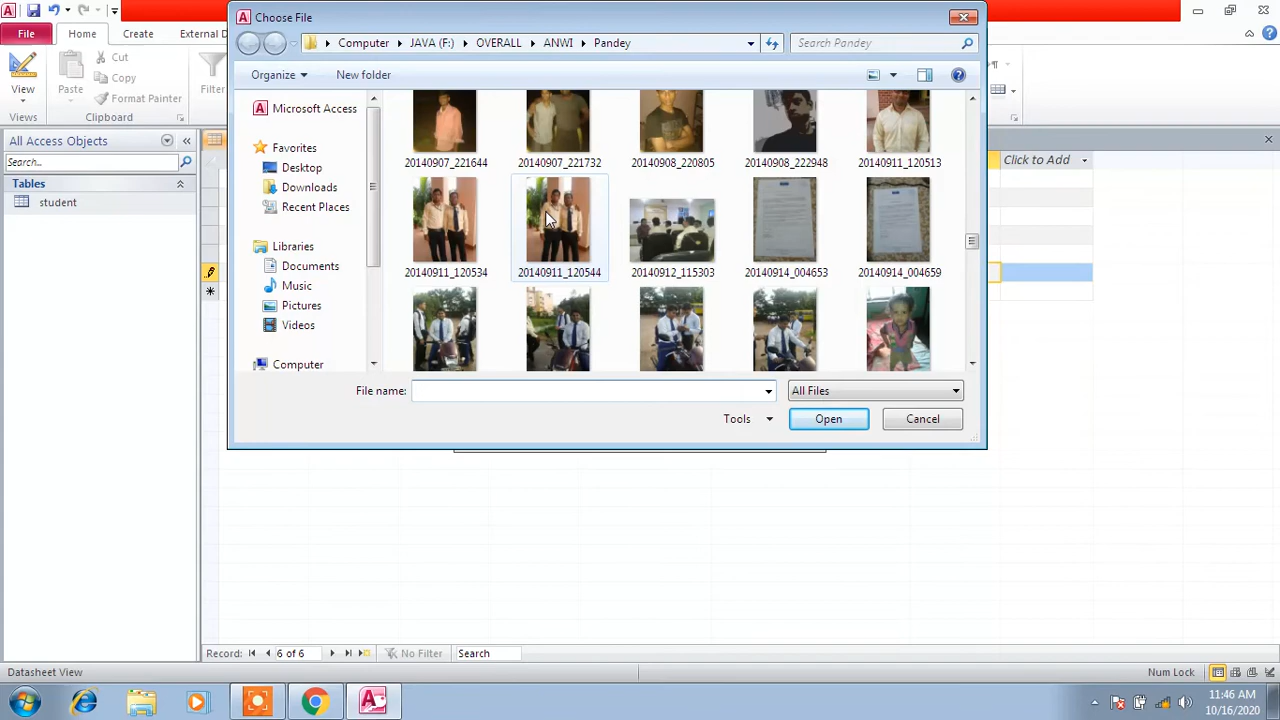 Choose File
File
Home
Create
External D
Computer
JAVA (F:)
OVERALL
ANWI
Pandey
Search Pandey
View
Paste
Cut
Copy
Format Painter
Filter
Views
Clipboard
Organize
New folder
All Access Objects
Search...
Tables
student
Microsoft Access
Favorites
Desktop
Downloads
Recent Places
Libraries
Documents
Music
Pictures
Videos
Computer
20140907_221644
20140907_221732
20140908_220805
20140908_222948
20140911_120513
20140911_120534
20140911_120544
20140912_115303
20140914_004653
20140914_004659
Click to Add
File name:
All Files
Tools
Open
Cancel
Record:
6 of 6
No Filter
Search
Datasheet View
Num Lock
11:46 AM
10/16/2020